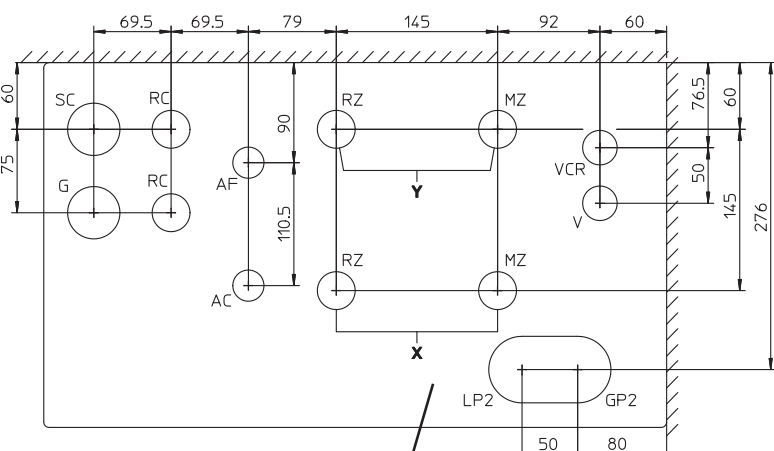 69.5 69.5 79 145 92 60
SC RC RZ MZ
60 90 76.5 60
VCR
75 G RC AF Y 50 145 276
V
110.5
AC RZ MZ
X
LP2 GP2
50 80